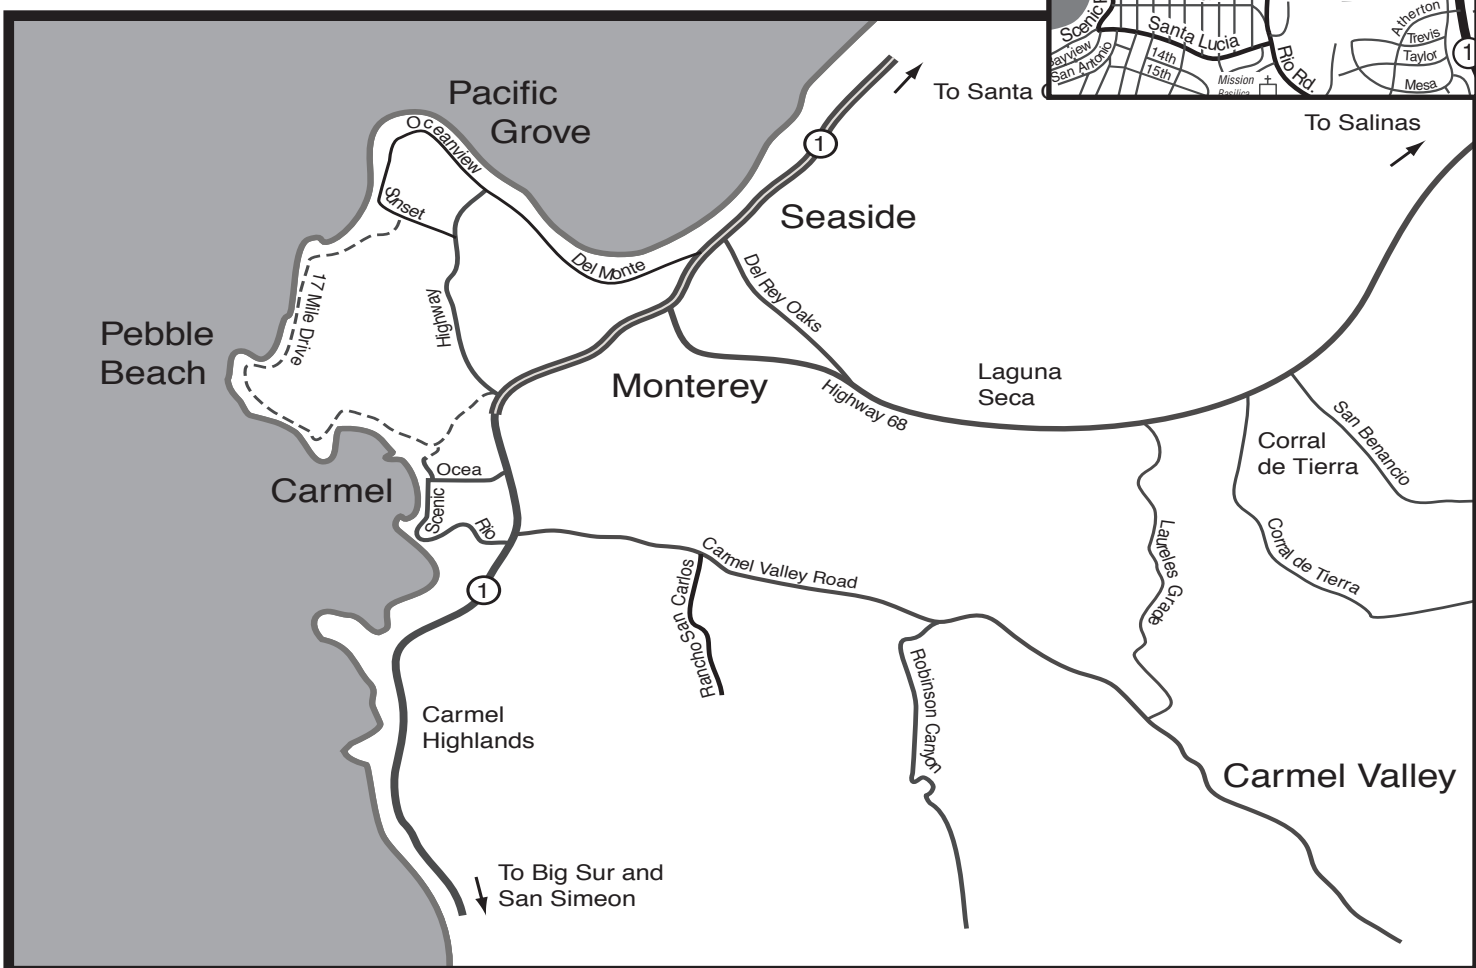 Atherton
Scenic
Santa Lucia
Trevis
Taylor
Mesa
San Antonio
14th
15th
Mission
Rio Rd.
1
To Santa
To Salinas
Pacific
Grove
Oceanview
Sunset
1
Seaside
Del Monte
Del Rey Oaks
17 Mile Drive
Highway
Pebble
Beach
Monterey
Highway 68
Laguna
Seca
San Benancio
Corral
de Tierra
Corral de Tierra
Carmel
Ocea
Scenic
Rio
1
Carmel Valley Road
Laureles Grade
Rancho San Carlos
Robinson Canyon
Carmel
Highlands
Carmel Valley
To Big Sur and
San Simeon